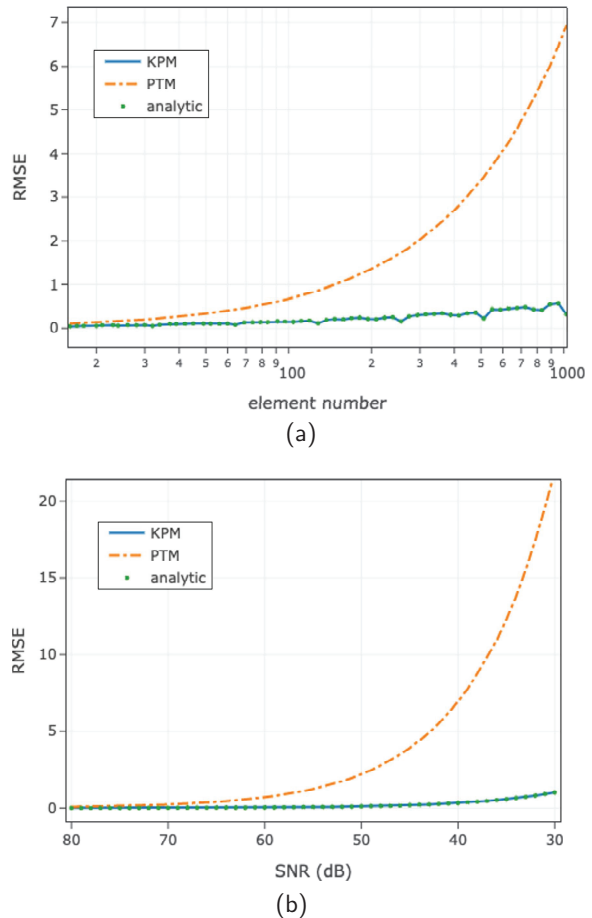 7
6
5
4
3
2
1
0
RMSE
KPM
PTM
analytic
2 3 4 5 6 7 8 9 100 2 3 4 5 6 7 8 9 1000
element number
(a)
20
15
10
5
0
RMSE
KPM
PTM
analytic
80 70 60 50 40 30
SNR (dB)
(b)